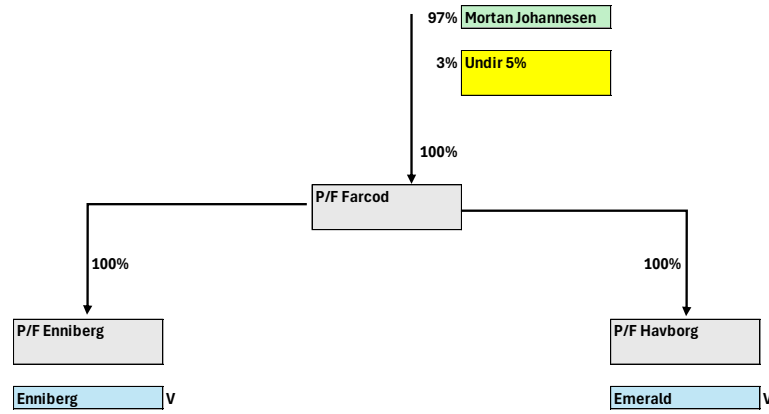 97% Mortan Johannesen
3% Undir 5%
100%
P/F Farcod
100%
100%
P/F Enniberg
P/F Havborg
Enniberg V
Emerald V